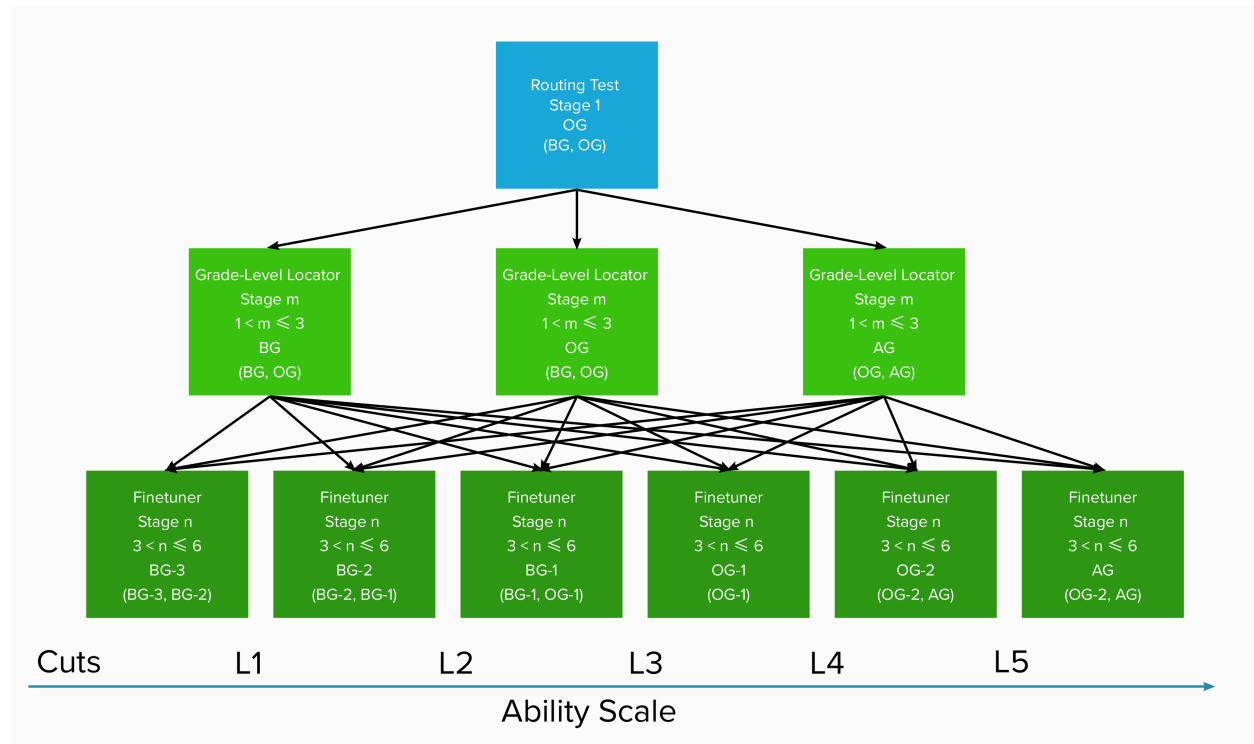 Routing Test
Stage 1
OG
(BG, OG)
Grade-Level Locator
Stage m
1 < m ⩽ 3
BG
(BG, OG)
Grade-Level Locator
Stage m
1 < m ⩽ 3
OG
(BG, OG)
Grade-Level Locator
Stage m
1 < m ⩽ 3
AG
(OG, AG)
Finetuner
Stage n
3 < n ⩽ 6
BG-3
(BG-3, BG-2)
Finetuner
Stage n
3 < n ⩽ 6
BG-2
(BG-2, BG-1)
Finetuner
Stage n
3 < n ⩽ 6
BG-1
(BG-1, OG-1)
Finetuner
Stage n
3 < n ⩽ 6
OG-1
(OG-1)
Finetuner
Stage n
3 < n ⩽ 6
OG-2
(OG-2, AG)
Finetuner
Stage n
3 < n ⩽ 6
AG
(OG-2, AG)
Cuts L1 L2 L3 L4 L5
Ability Scale